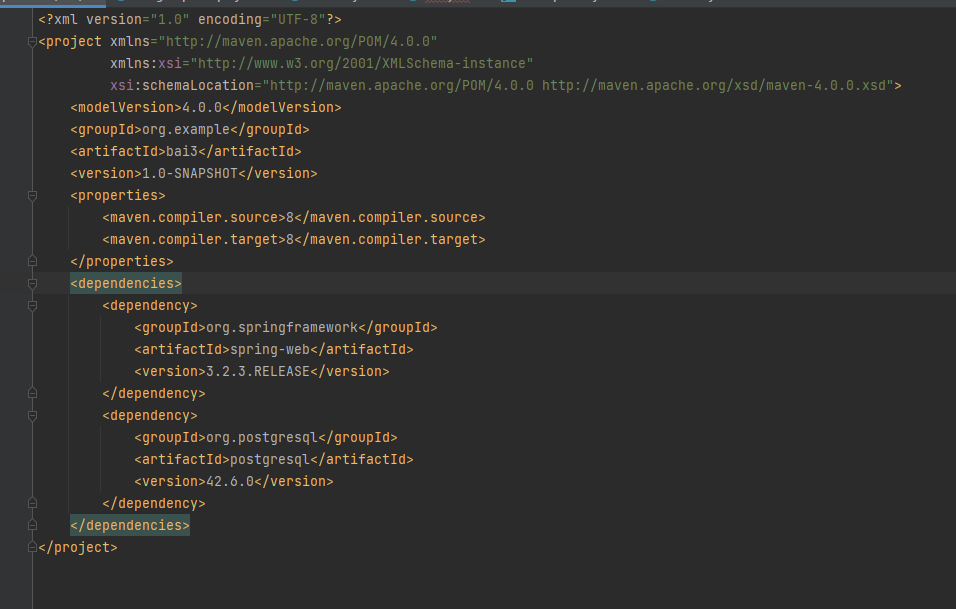 <?xml version="1.0" encoding="UTF-8"?>
<project xmlns="http://maven.apache.org/POM/4.0.0"
         xmlns:xsi="http://www.w3.org/2001/XMLSchema-instance"
         xsi:schemaLocation="http://maven.apache.org/POM/4.0.0 http://maven.apache.org/xsd/maven-4.0.0.xsd">
    <modelVersion>4.0.0</modelVersion>
    <groupId>org.example</groupId>
    <artifactId>bai3</artifactId>
    <version>1.0-SNAPSHOT</version>
    <properties>
        <maven.compiler.source>8</maven.compiler.source>
        <maven.compiler.target>8</maven.compiler.target>
    </properties>
    <dependencies>
        <dependency>
            <groupId>org.springframework</groupId>
            <artifactId>spring-web</artifactId>
            <version>3.2.3.RELEASE</version>
        </dependency>
        <dependency>
            <groupId>org.postgresql</groupId>
            <artifactId>postgresql</artifactId>
            <version>42.6.0</version>
        </dependency>
    </dependencies>
</project>